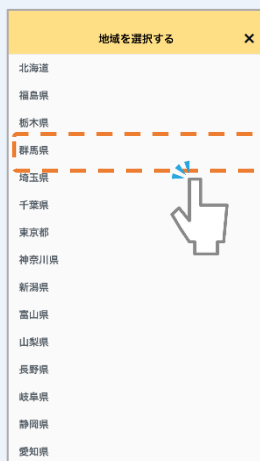 地域を選択する ×
北海道
福島県
栃木県
群馬県
埼玉県
千葉県
東京都
神奈川県
新潟県
富山県
山梨県
長野県
岐阜県
静岡県
愛知県